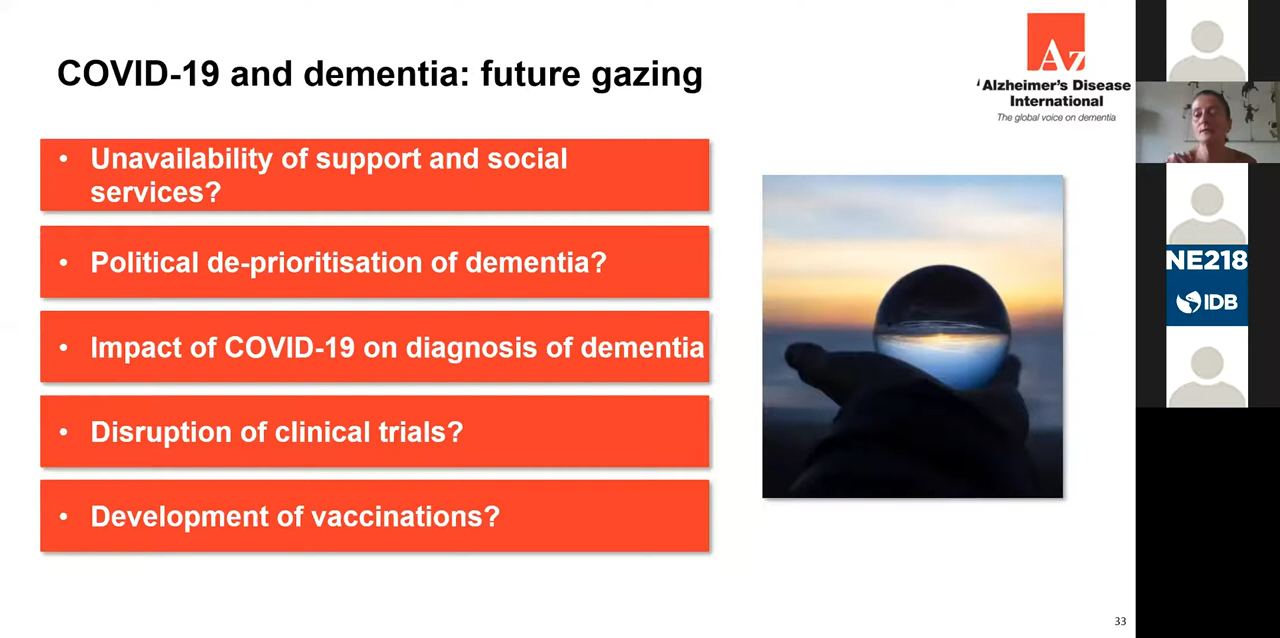 COVID-19 and dementia: future gazing
Az
Alzheimer's Disease
International
The global voice on dementia
• Unavailability of support and social
services?
• Political de-prioritisation of dementia?
• Impact of COVID-19 on diagnosis of dementia
• Disruption of clinical trials?
• Development of vaccinations?
33
NE218
IDB